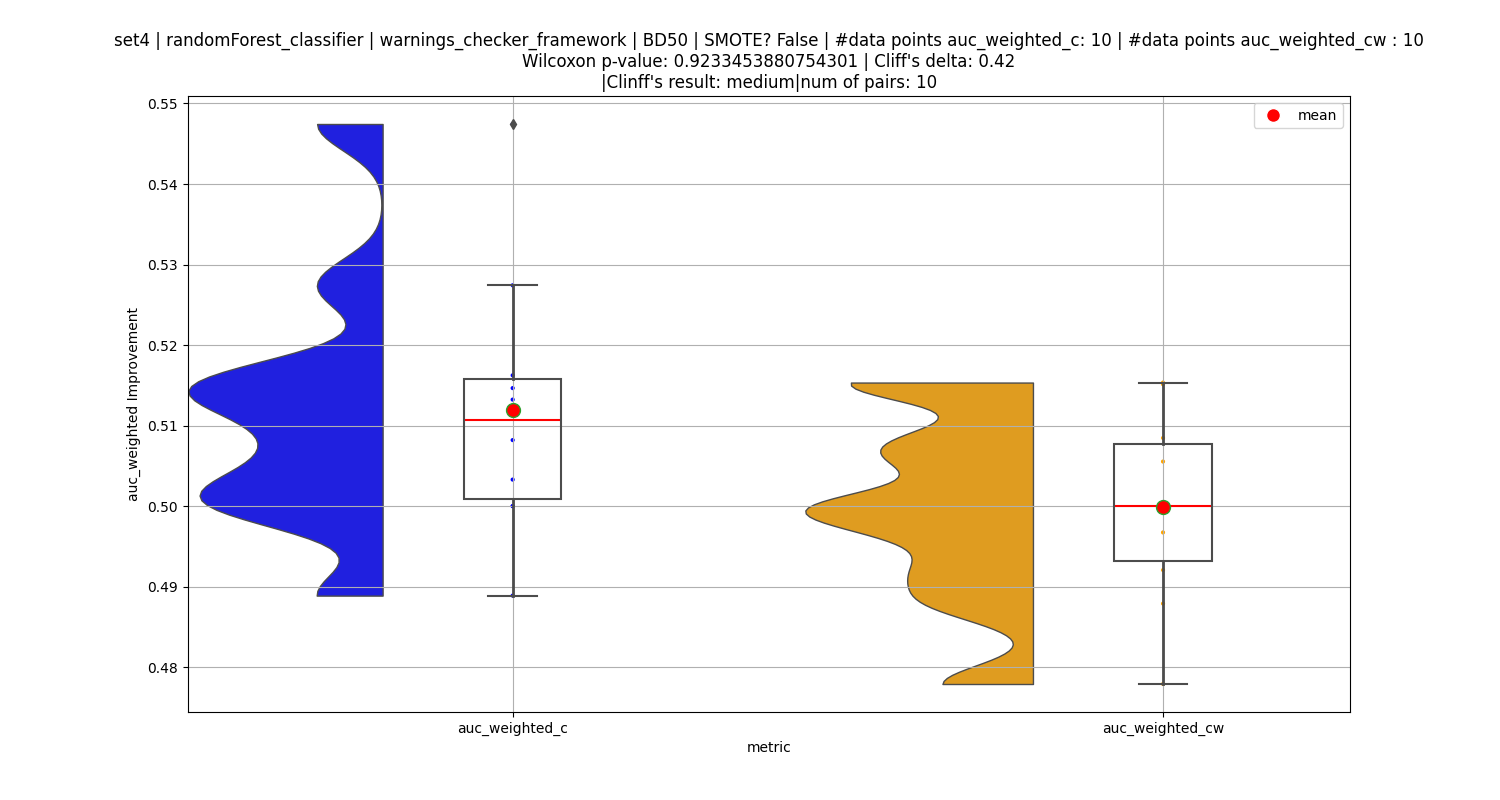 set4 | randomForest_classifier | warnings_checker_framework | BD50 | SMOTE? False | #data points auc_weighted_c: 10 | #data points auc_weighted_cw : 10
Wilcoxon p-value: 0.9233453880754301 | Cliff's delta: 0.42
|Clinff's result: medium|num of pairs: 10
mean
auc_weighted Improvement
0.55
0.54
0.53
0.52
0.51
0.50
0.49
0.48
auc_weighted_c
auc_weighted_cw
metric